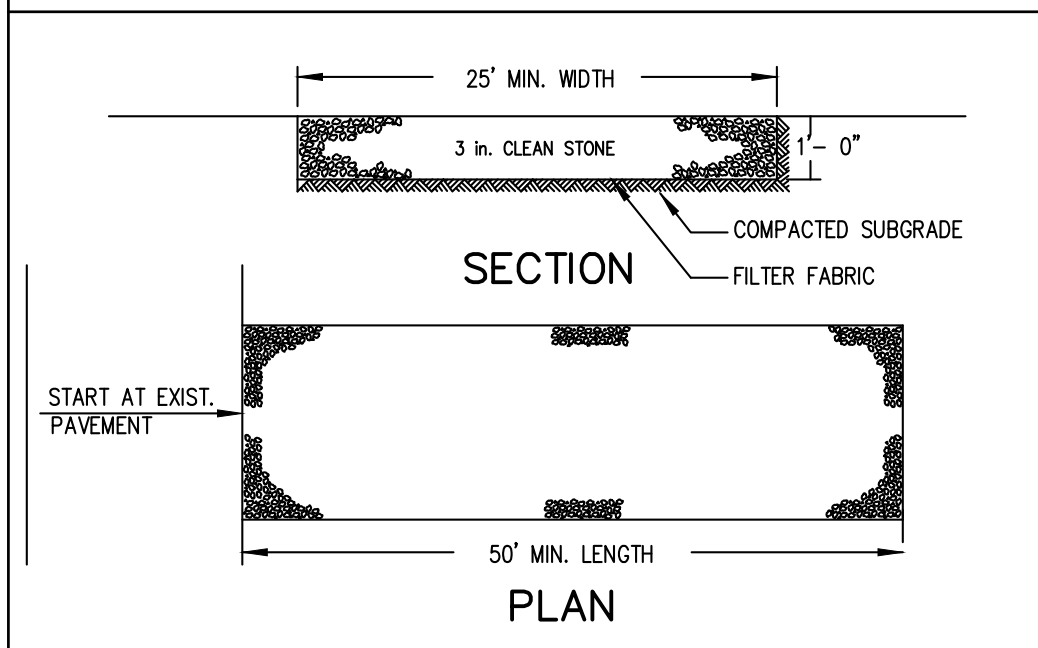 25' MIN. WIDTH
3 in. CLEAN STONE
1'- 0"
COMPACTED SUBGRADE
SECTION
FILTER FABRIC
START AT EXIST.
PAVEMENT
50' MIN. LENGTH
PLAN